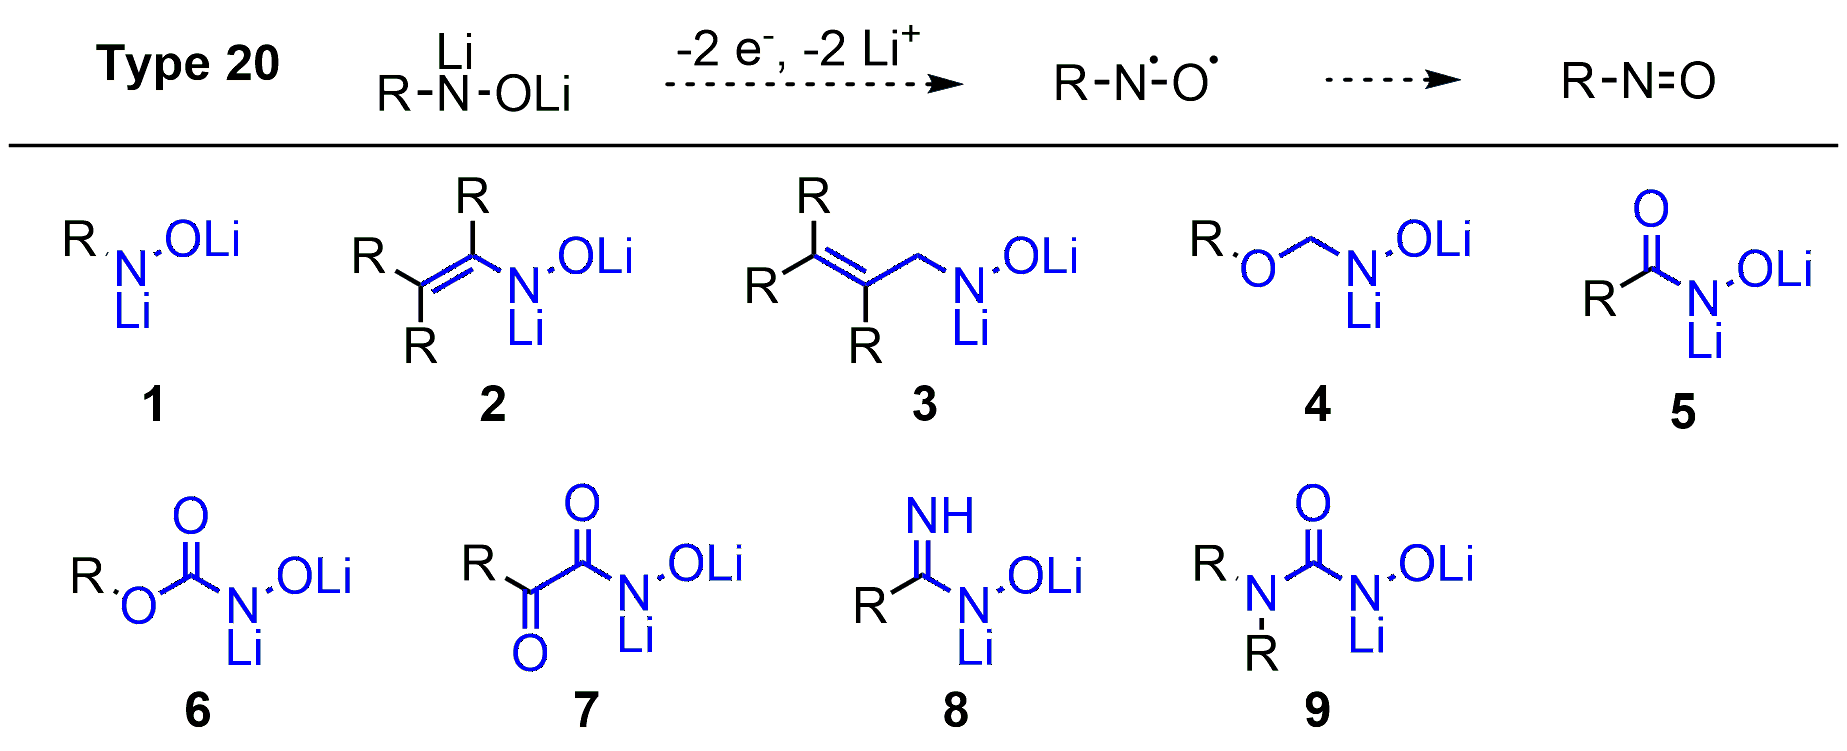 Type 20
Li
R-N-OLi
-2 e-, -2 Li+
R-N•-O•
R-N=O
R N Li OLi
R R R N Li OLi
R R R N Li OLi
R O N Li OLi
O R N Li OLi
1 2 3 4 5
R O O N Li OLi
R O O N Li OLi
NH R N Li OLi
R N R O N Li OLi
6 7 8 9